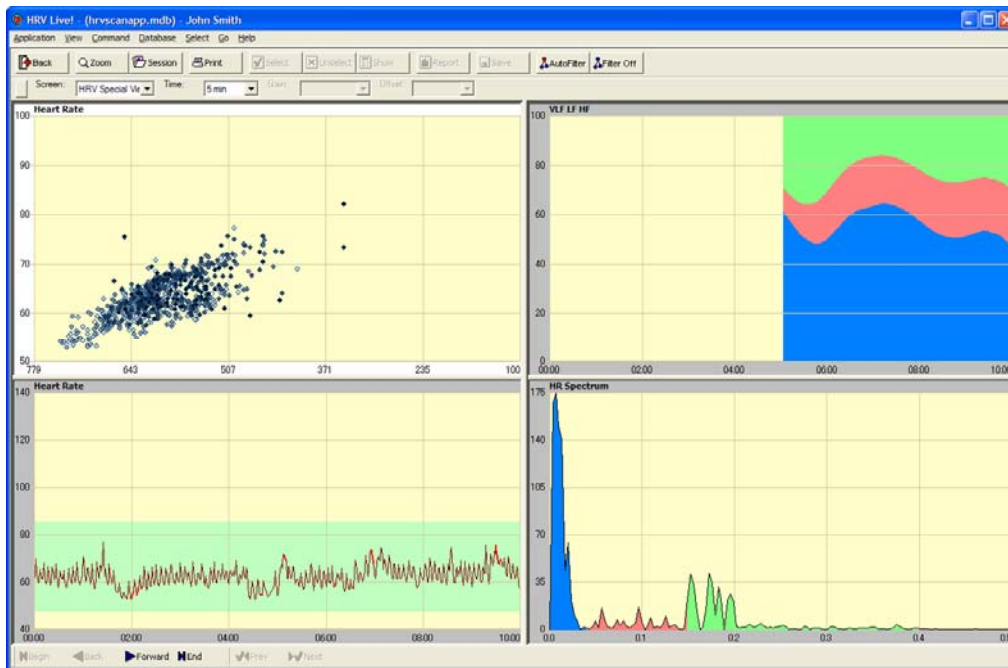 HRV Live! - (hrvscanapp.mdb) - John Smith
Application View Command Database Select Go Help
Back Zoom Session Print Select Unselect Show Report Save AutoFilter Filter Off
Screen: HRV Special Vie Time: 5 min Gain: Offset:
Heart Rate
100
90
80
70
60
50
779 643 507 371 235 100
VLF LF HF
100
80
60
40
20
0
00:00 02:00 04:00 06:00 08:00 10:00
Heart Rate
140
120
100
80
60
40
00:00 02:00 04:00 06:00 08:00 10:00
HR Spectrum
175
140
105
70
35
0
0.0 0.1 0.2 0.3 0.4
Begin Back Forward End Prev Next